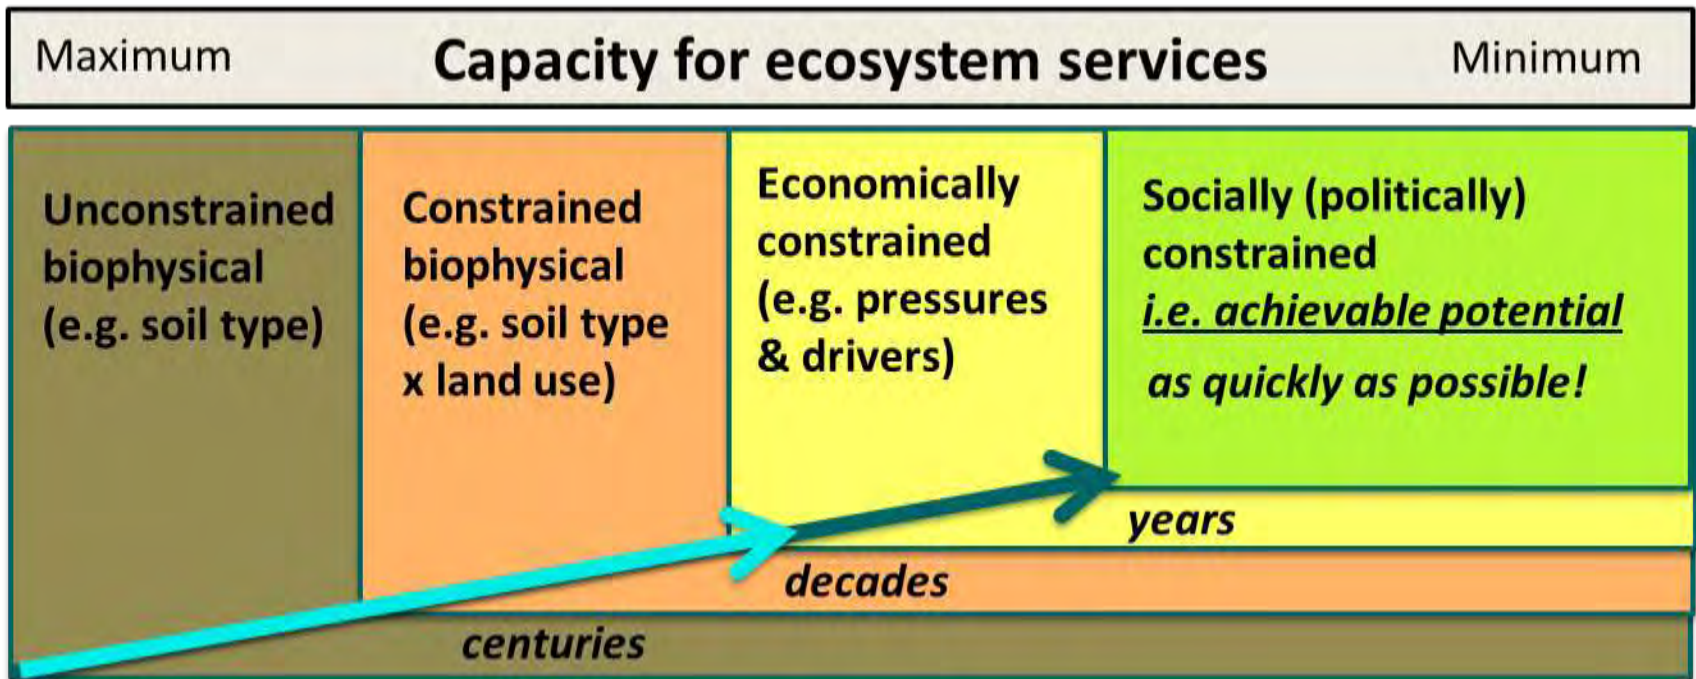 Maximum Capacity for ecosystem services Minimum
Unconstrained
biophysical
(e.g. soil type)
Constrained
biophysical
(e.g. soil type
x land use)
Economically
constrained
(e.g. pressures
& drivers)
Socially (politically)
constrained
i.e. achievable potential
as quickly as possible!
years
decades
centuries